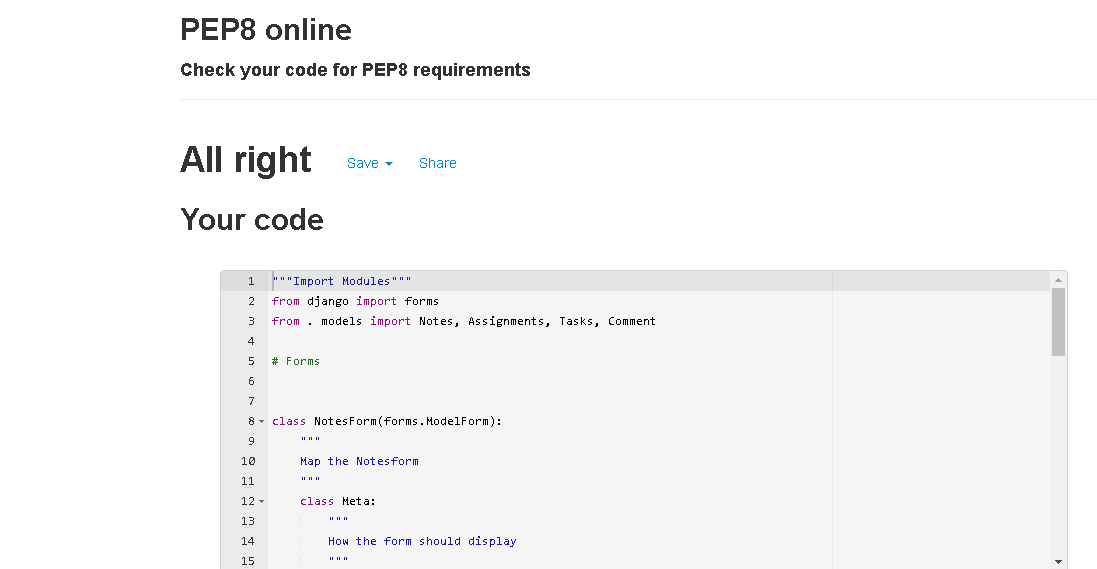 PEP8 online
Check your code for PEP8 requirements
All right Save Share
Your code
1 """Import Modules"""
2 from django import forms
3 from . models import Notes, Assignments, Tasks, Comment
4
5 # Forms
6
7
8 class NotesForm(forms.ModelForm):
9 """
10 Map the Notesform
11 """
12 class Meta:
13 """
14 How the form should display
15 """